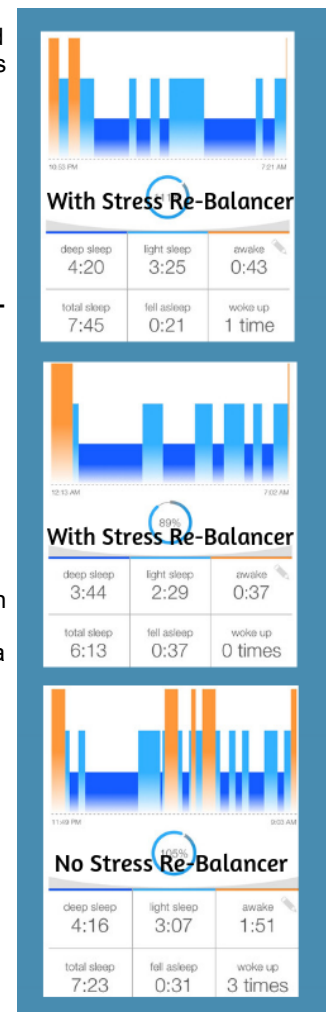 10:53 PM 7:21 AM
With Stress Re-Balancer
deep sleep light sleep awake
4:20 3:25 0:43
total sleep fell asleep woke up
7:45 0:21 1 time
12:13 AM 7:02 AM
89%
With Stress Re-Balancer
deep sleep light sleep awake
3:44 2:29 0:37
total sleep fell asleep woke up
6:13 0:37 0 times
11:49 PM 9:03 AM
105%
No Stress Re-Balancer
deep sleep light sleep awake
4:16 3:07 1:51
total sleep fell asleep woke up
7:23 0:31 3 times